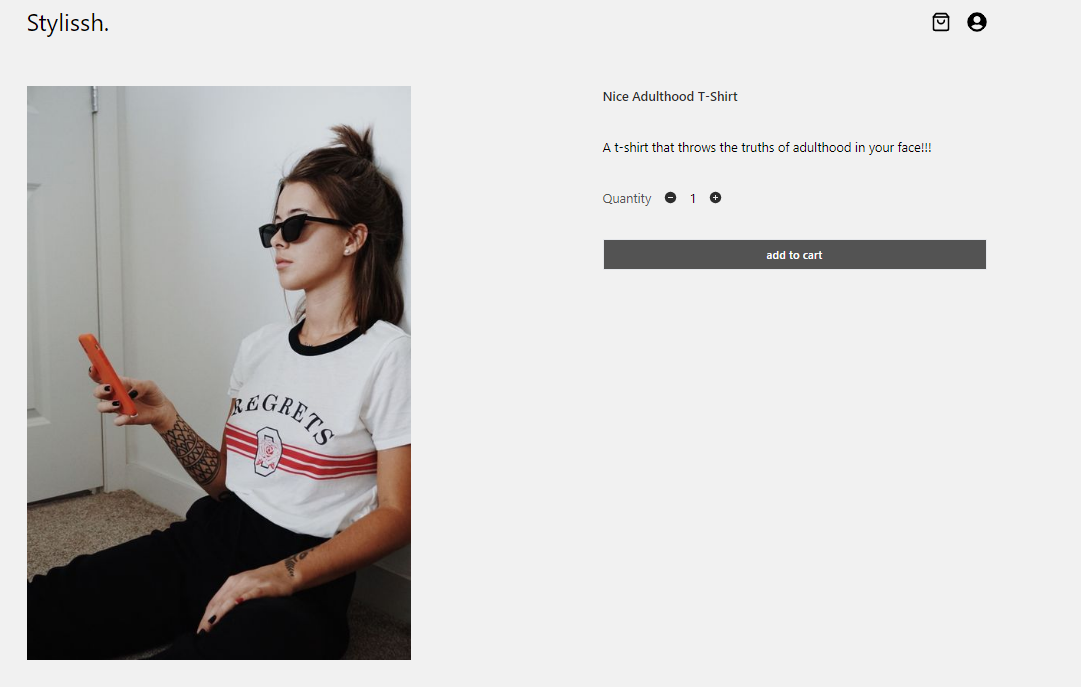 Stylissh.
Nice Adulthood T-Shirt
A t-shirt that throws the truths of adulthood in your face!!!
Quantity 1
add to cart
REGRETS